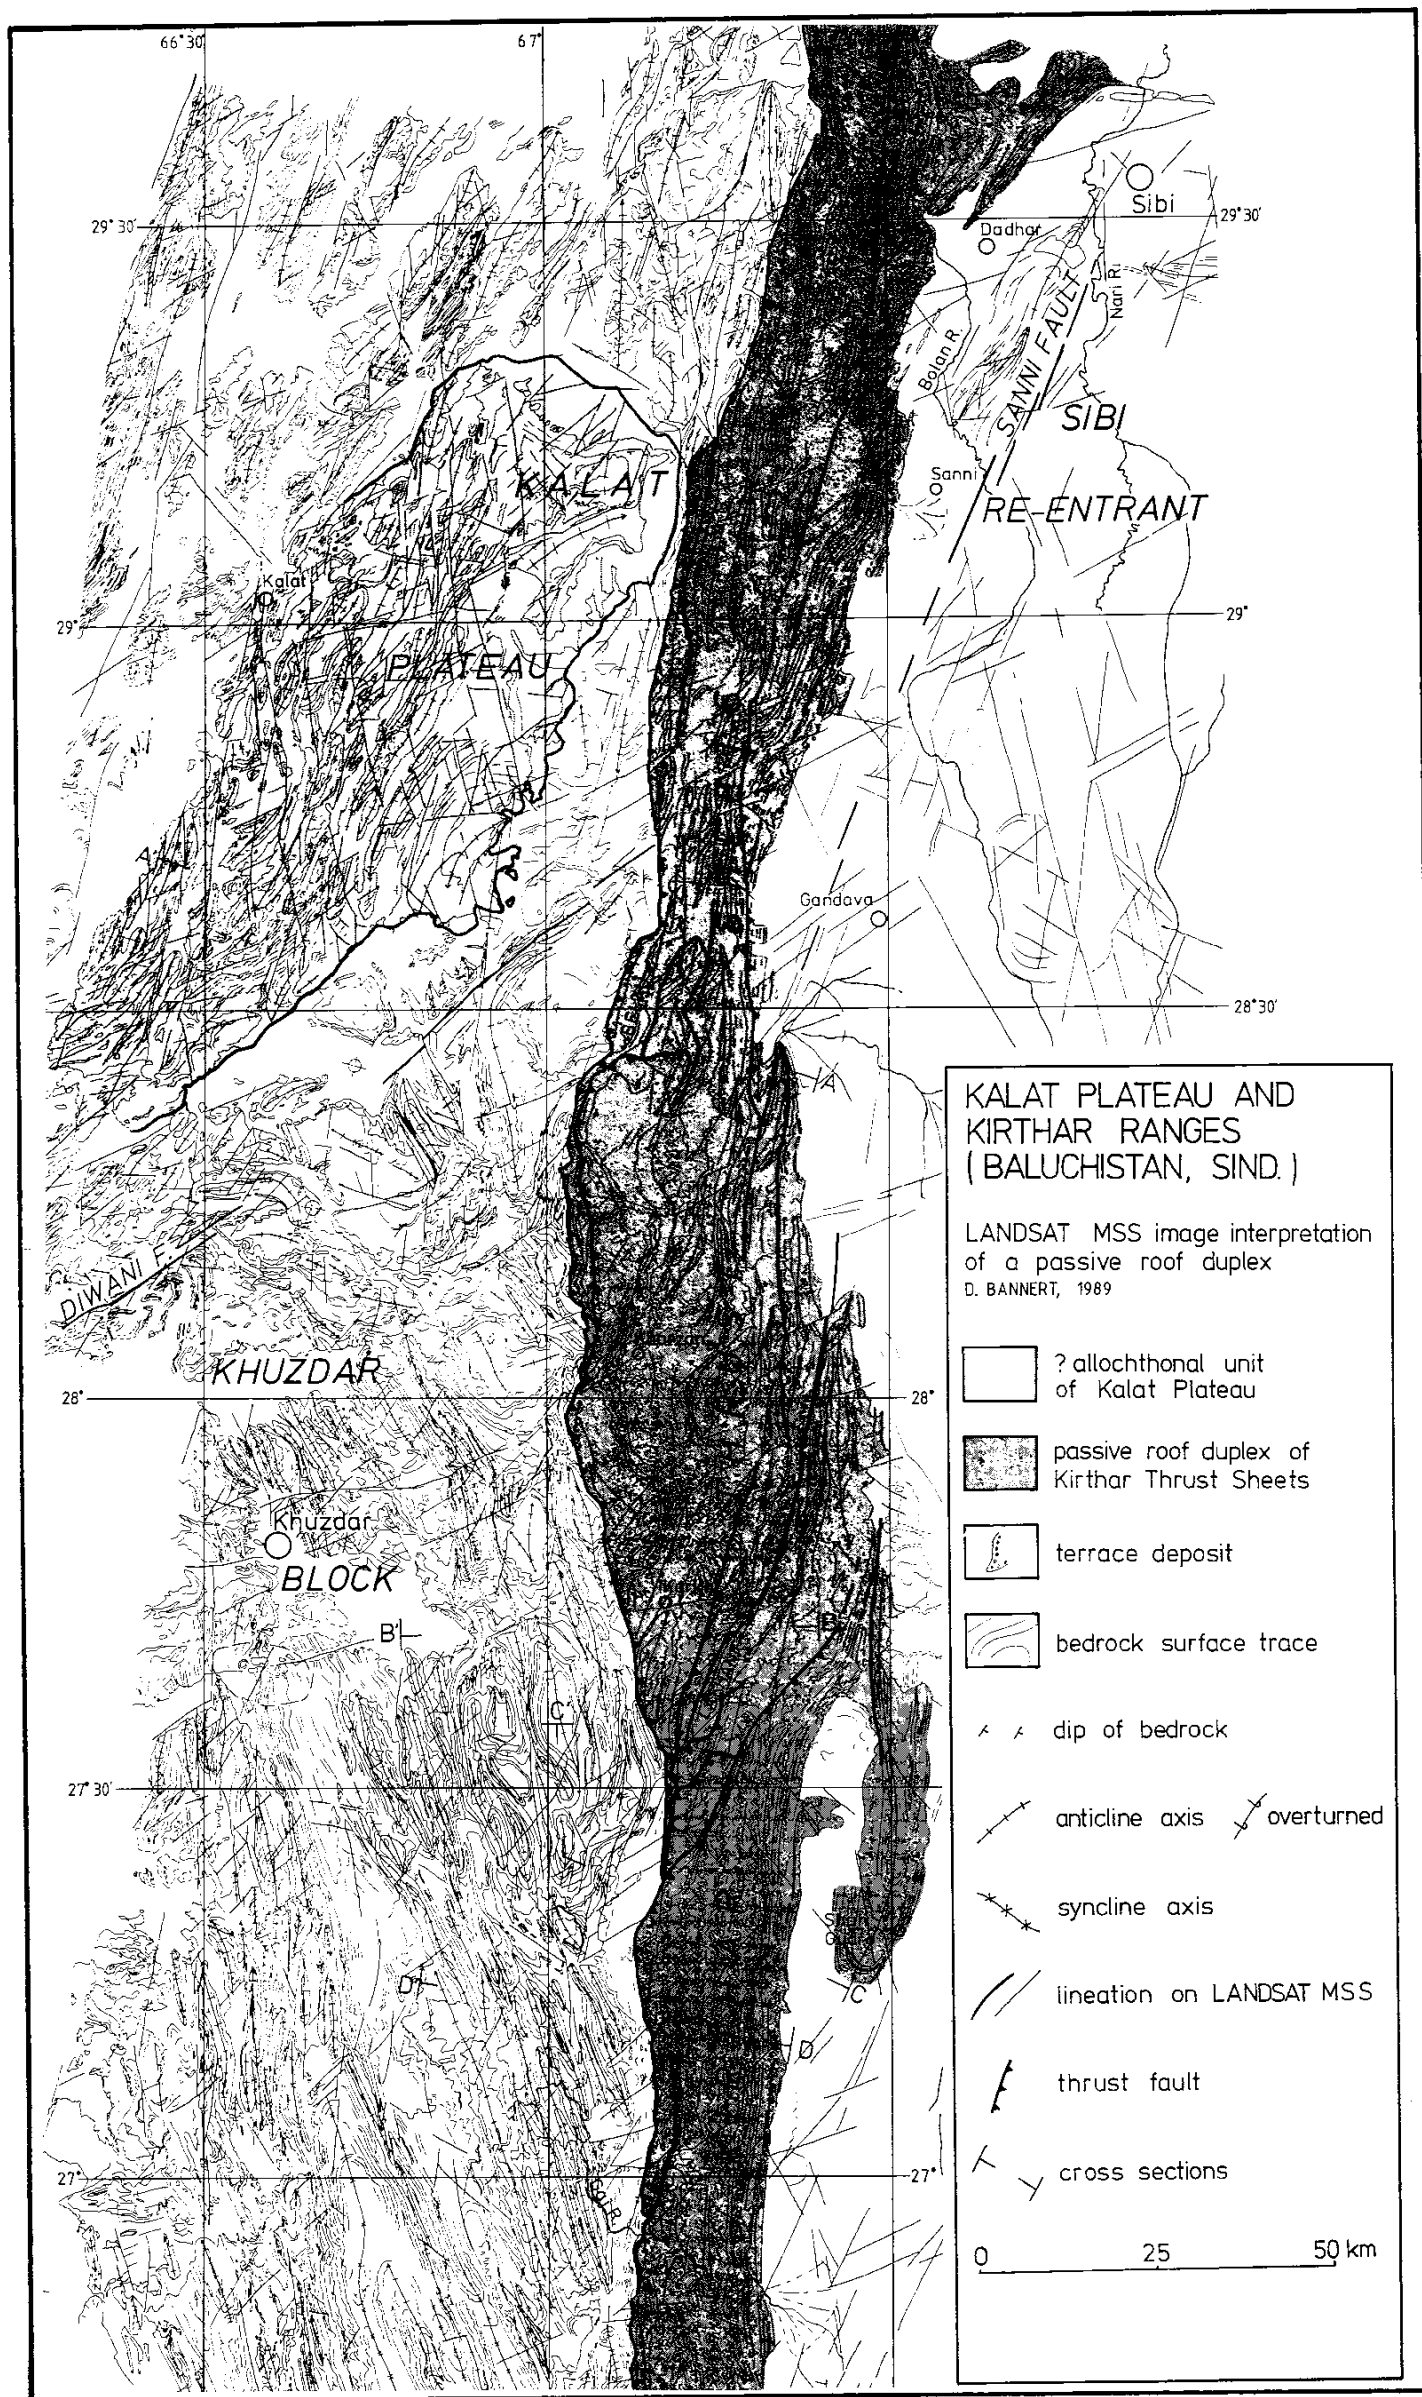 66°30'
67°
Sibi
29°30'
29°30'
Dadhar
Nari R.
Bolan R.
SANNI FAULT
SIBI
KALAT
Sanni
RE-ENTRANT
Kalat
29°
29°
PLATEAU
A'
Gandava
28°30'
A
DIWANI F.
KHUZDAR
28°
28°
Khuzdar
BLOCK
B'
B
C'
27°30'
D'
C
D
27°
27°
Gaj R.
KALAT PLATEAU AND
KIRTHAR RANGES
(BALUCHISTAN, SIND.)
LANDSAT MSS image interpretation
of a passive roof duplex
D. BANNERT, 1989
? allochthonal unit
of Kalat Plateau
passive roof duplex of
Kirthar Thrust Sheets
terrace deposit
bedrock surface trace
dip of bedrock
anticline axis overturned
syncline axis
lineation on LANDSAT MSS
thrust fault
cross sections
0 25 50 km